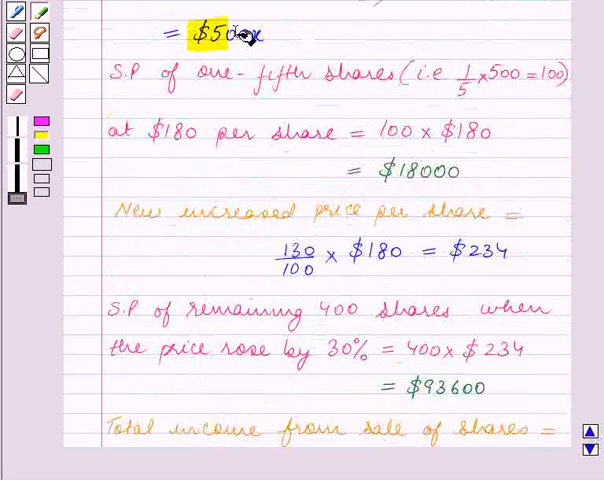 = $500x
S.P of one-fifth shares (i.e 1/5 x 500 = 100)
at $180 per share = 100 x $180
= $18000
New increased price per share =
130/100 x $180 = $234
S.P of remaining 400 shares when
the price rose by 30% = 400 x $234
= $93600
Total income from sale of shares =